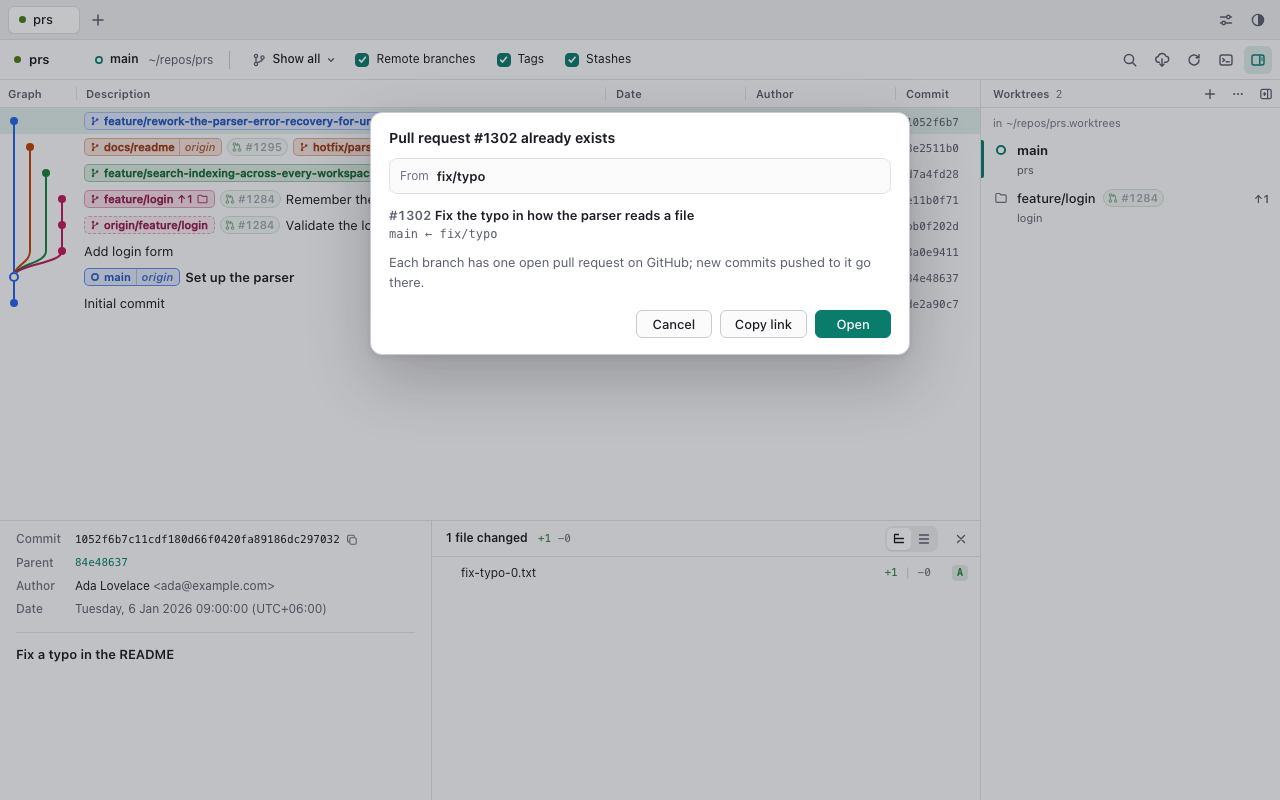 prs
prs
main ~/repos/prs
Show all
Remote branches
Tags
Stashes
Graph
Description
Date
Author
Commit
Worktrees 2
feature/rework-the-parser-error-recovery-for-
1052f6b7
in ~/repos/prs.worktrees
docs/readme origin #1295 hotfix/
e2511b0
main
prs
feature/search-indexing-across-every-workspac
d7a4fd28
feature/login ↑1 #1284 Remember the
e11b0f71
feature/login #1284 ↑1
login
origin/feature/login #1284 Validate the
b0f202d
Add login form
a0e9411
main origin Set up the parser
84e48637
Initial commit
de2a90c7
Pull request #1302 already exists
From fix/typo
#1302 Fix the typo in how the parser reads a file
main ← fix/typo
Each branch has one open pull request on GitHub; new commits pushed to it go
there.
Cancel
Copy link
Open
Commit 1052f6b7c11cdf180d66f0420fa89186dc297032
Parent 84e48637
Author Ada Lovelace <ada@example.com>
Date Tuesday, 6 Jan 2026 09:00:00 (UTC+06:00)
Fix a typo in the README
1 file changed +1 −0
fix-typo-0.txt +1 | −0 A